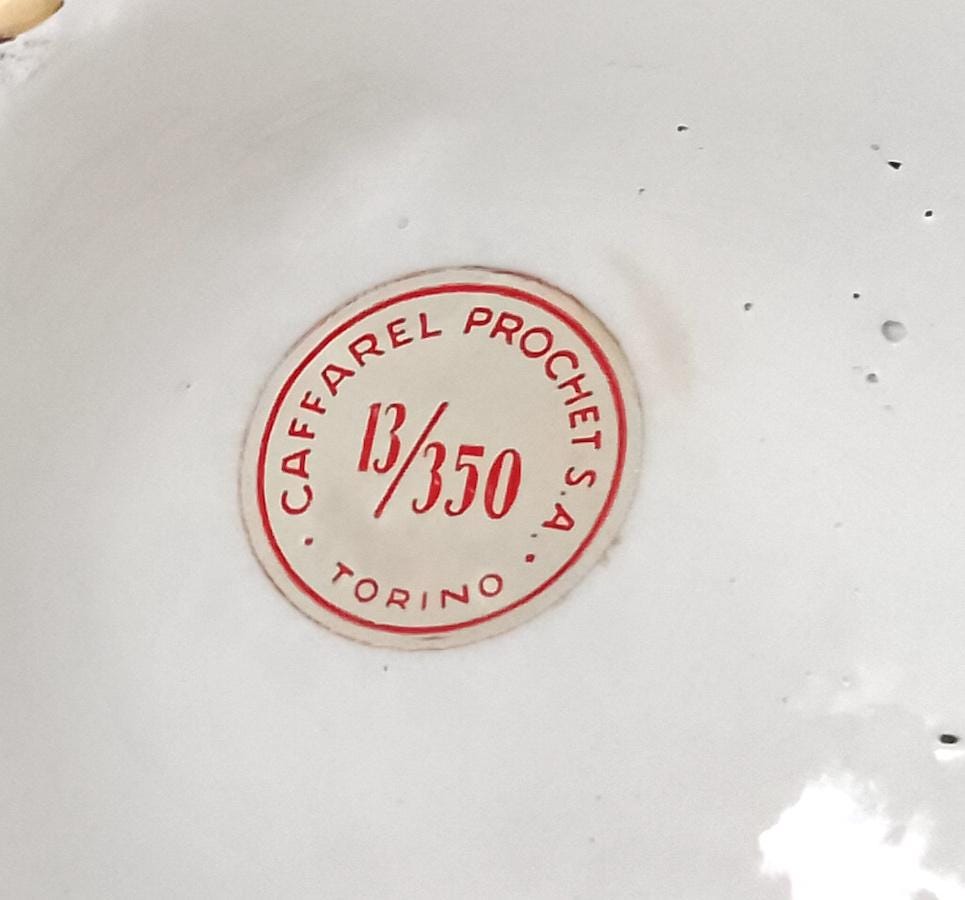 CAFFAREL PROCHET S.A.
13/350
• TORINO •